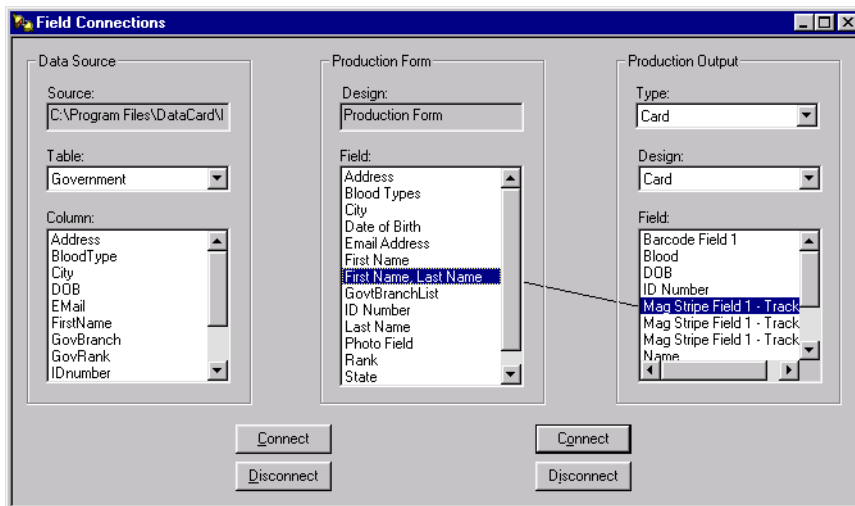 Field Connections
Data Source
Source:
C:\Program Files\DataCard\I
Table:
Government
Column:
Address
BloodType
City
DOB
EMail
FirstName
GovBranch
GovRank
IDnumber
Production Form
Design:
Production Form
Field:
Address
Blood Types
City
Date of Birth
Email Address
First Name
First Name, Last Name
GovtBranchList
ID Number
Last Name
Photo Field
Rank
State
Production Output
Type:
Card
Design:
Card
Field:
Barcode Field 1
Blood
DOB
ID Number
Mag Stripe Field 1 - Track
Mag Stripe Field 1 - Track
Mag Stripe Field 1 - Track
Name
Connect
Disconnect
Connect
Disconnect